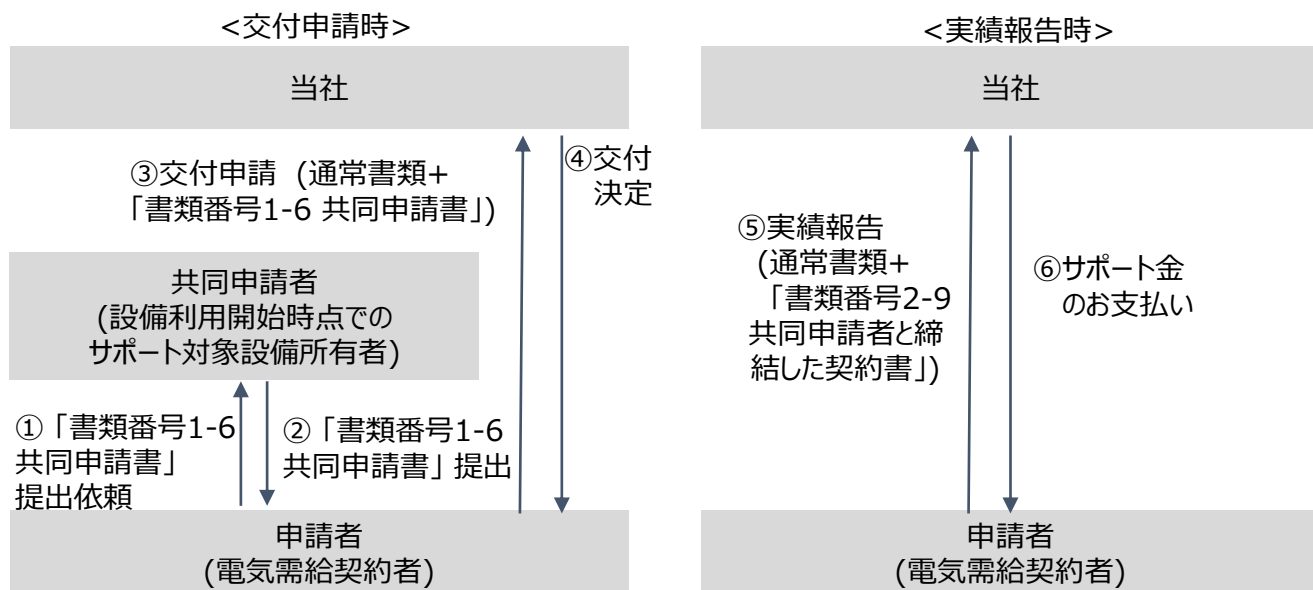 <交付申請時>
当社
③交付申請 (通常書類+
「書類番号1-6 共同申請書」)
④交付
決定
共同申請者
(設備利用開始時点での
サポート対象設備所有者)
①「書類番号1-6
共同申請書」
提出依頼
②「書類番号1-6
共同申請書」提出
申請者
(電気需給契約者)
<実績報告時>
当社
⑤実績報告
(通常書類+
「書類番号2-9
共同申請者と締
結した契約書」)
⑥サポート金
のお支払い
申請者
(電気需給契約者)